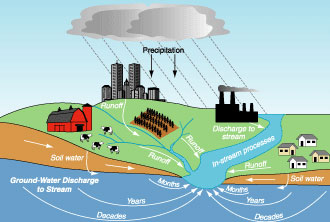 Precipitation
Runoff
Discharge to
stream
In-stream processes
Runoff
Runoff
Runoff
Soil water
Soil water
Ground-Water Discharge
to Stream
Months
Months
Years
Years
Decades
Decades